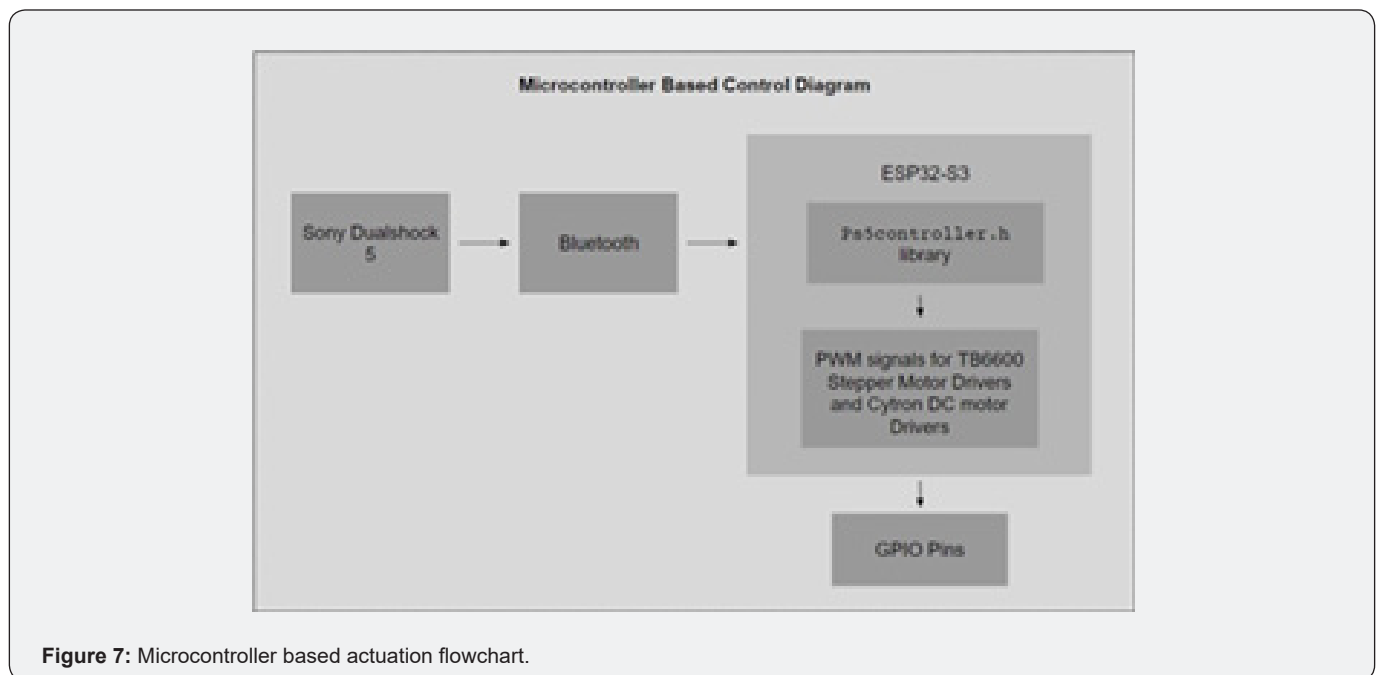 Microcontroller Based Control Diagram
ESP32-S3
Sony Dualshock
5
Bluetooth
Ps5controller.h
library
PWM signals for TB6600
Stepper Motor Drivers
and Cytron DC motor
Drivers
GPIO Pins
Figure 7: Microcontroller based actuation flowchart.